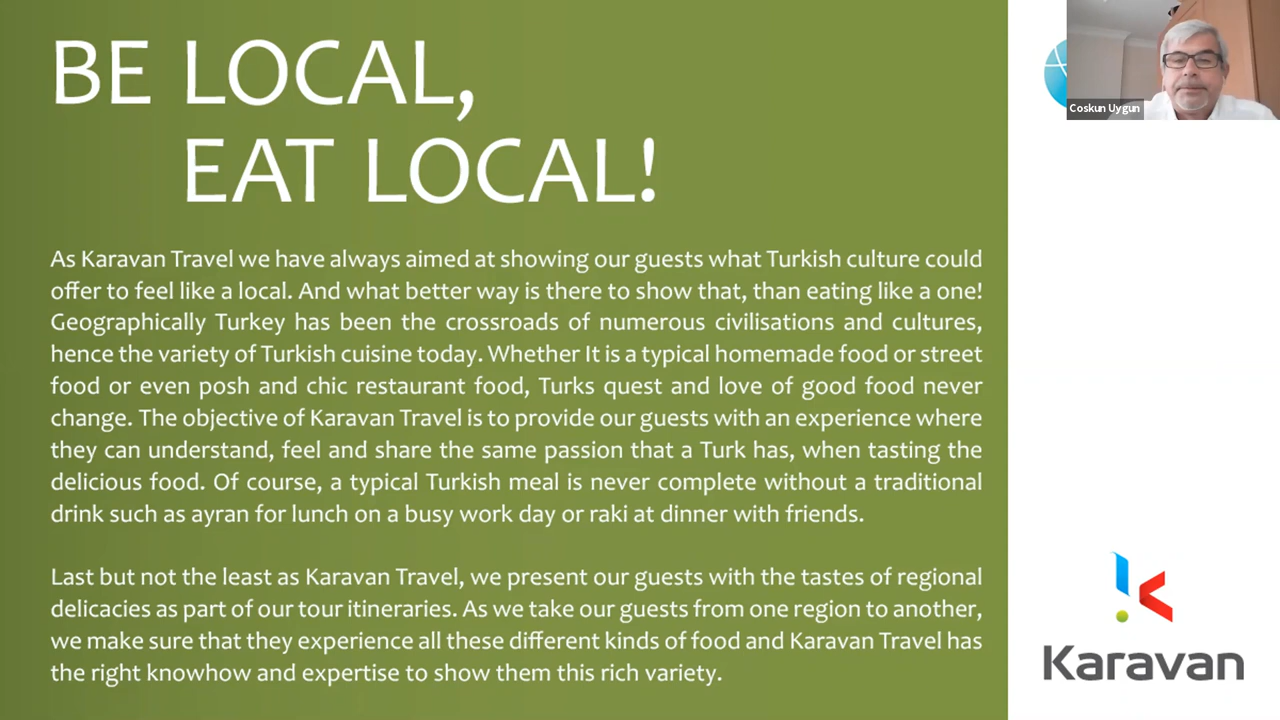 BE LOCAL,
EAT LOCAL!
Coskun Uygun
As Karavan Travel we have always aimed at showing our guests what Turkish culture could
offer to feel like a local. And what better way is there to show that, than eating like a one!
Geographically Turkey has been the crossroads of numerous civilisations and cultures,
hence the variety of Turkish cuisine today. Whether It is a typical homemade food or street
food or even posh and chic restaurant food, Turks quest and love of good food never
change. The objective of Karavan Travel is to provide our guests with an experience where
they can understand, feel and share the same passion that a Turk has, when tasting the
delicious food. Of course, a typical Turkish meal is never complete without a traditional
drink such as ayran for lunch on a busy work day or raki at dinner with friends.
Last but not the least as Karavan Travel, we present our guests with the tastes of regional
delicacies as part of our tour itineraries. As we take our guests from one region to another,
we make sure that they experience all these different kinds of food and Karavan Travel has
the right knowhow and expertise to show them this rich variety.
Karavan